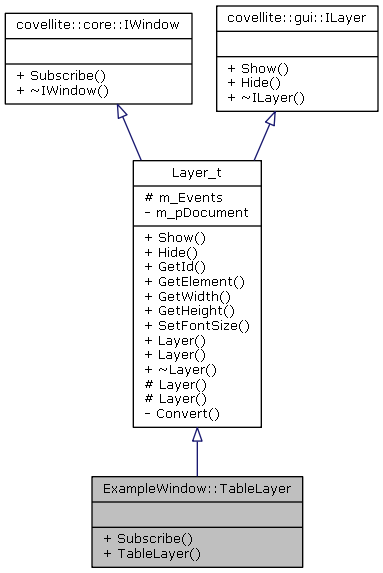 covellite::core::IWindow
+ Subscribe()
+ ~IWindow()
covellite::gui::ILayer
+ Show()
+ Hide()
+ ~ILayer()
Layer_t
# m_Events
- m_pDocument
+ Show()
+ Hide()
+ GetId()
+ GetElement()
+ GetWidth()
+ GetHeight()
+ SetFontSize()
+ Layer()
+ Layer()
+ ~Layer()
# Layer()
# Layer()
- Convert()
ExampleWindow::TableLayer
+ Subscribe()
+ TableLayer()